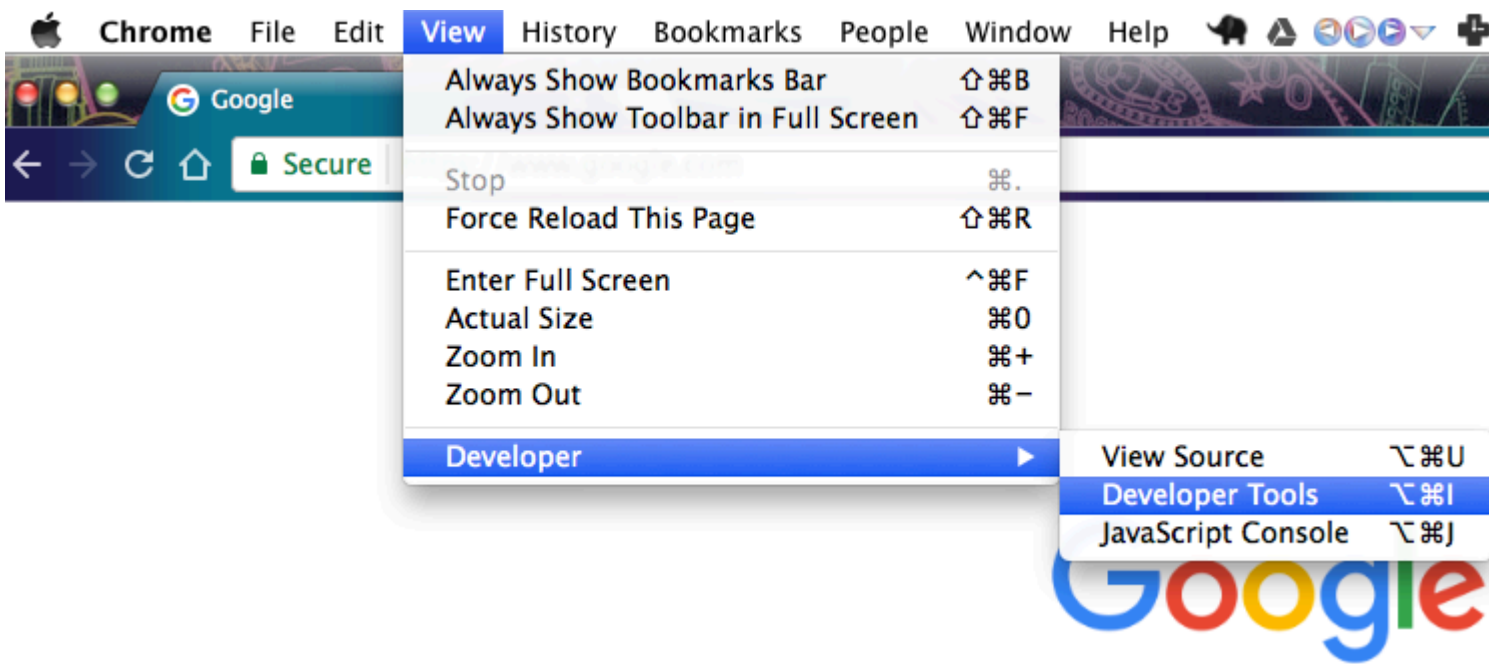 Chrome File Edit View History Bookmarks People Window Help
Google
Always Show Bookmarks Bar ⇧⌘B
Always Show Toolbar in Full Screen ⇧⌘F
Secure
Stop ⌘.
Force Reload This Page ⇧⌘R
Enter Full Screen ^⌘F
Actual Size ⌘0
Zoom In ⌘+
Zoom Out ⌘−
Developer ▶
View Source ⌥⌘U
Developer Tools ⌥⌘I
JavaScript Console ⌥⌘J
Google